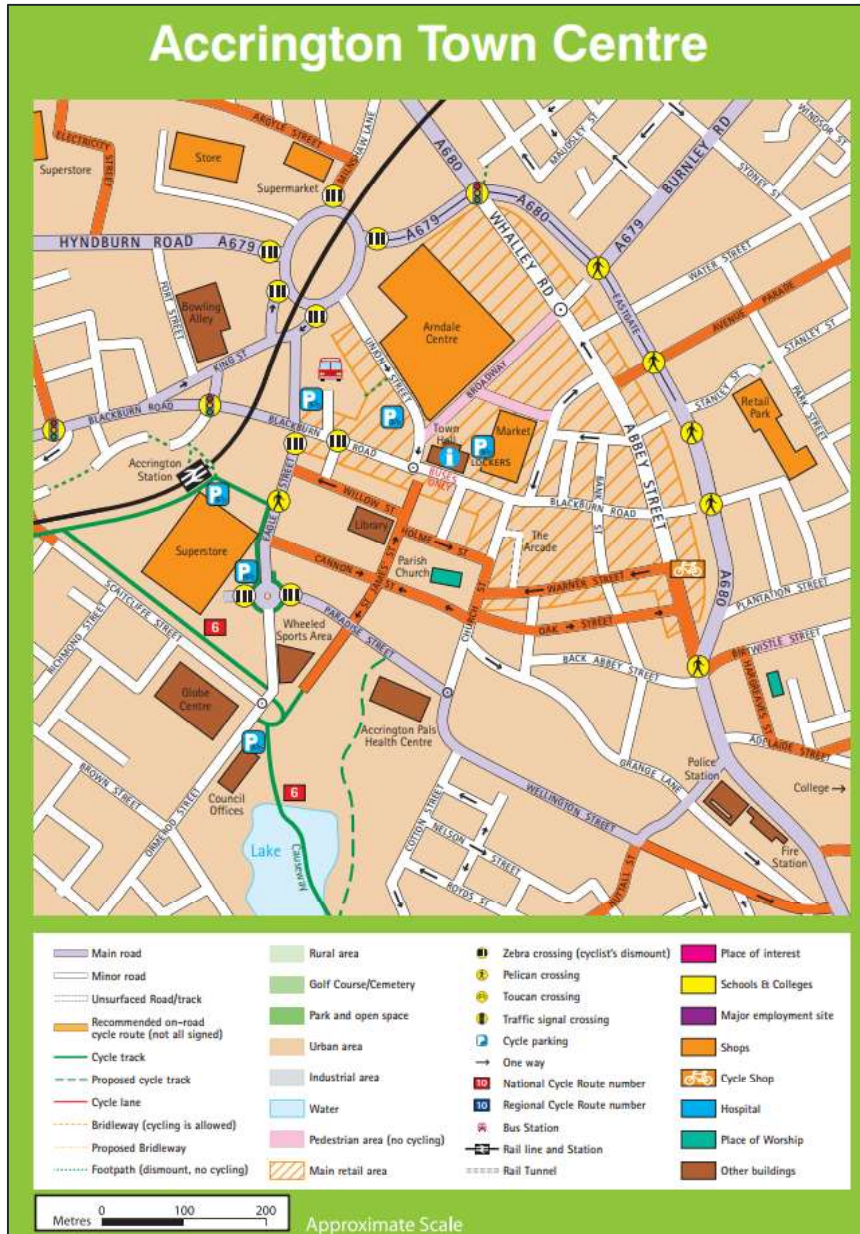 Accrington Town Centre
ELECTRICITY STREET
ARGYLE STREET
MILNSHAW LANE
Superstore
Store
Supermarket
A680
MAUDSLEY ST
WINDSOR ST
SYDNEY ST
BURNLEY RD
A679
HYNDBURN ROAD A679
A679
A680
WHALLEY RD
EASTGATE
WATER STREET
AVENUE PARADE
FORT STREET
Bowling
Alley
Arndale
Centre
UNION STREET
BROADWAY
KING ST
BLACKBURN ROAD
STANLEY ST
STANLEY ST
PARK STREET
Retail
Park
Town
Hall
i
Market
LOCKERS
P
BLACKBURN ROAD
BUSES
ONLY
ABBEY STREET
BANK ST
BLACKBURN ROAD
Accrington
Station
EAGLE STREET
WILLOW ST
Library
HOLME ST
The
Arcade
Superstore
CANNON ST
ST JAMES ST
Parish
Church
CHURCH ST
WARNER STREET
OAK STREET
A680
PLANTATION STREET
SCAITCLIFFE STREET
RICHMOND STREET
6
Wheeled
Sports Area
PARADISE STREET
BACK ABBEY STREET
BIRTWISTLE STREET
HARGREAVES ST
ADELAIDE STREET
Globe
Centre
Accrington Pals
Health Centre
GRANGE LANE
Police
Station
College
BROWN STREET
ORMEROD STREET
Council
Offices
6
Lake
Causeway
WELLINGTON STREET
COTTON STREET
NELSON STREET
ROYDS ST
NUTTALL ST
Fire
Station
Main road
Minor road
Unsurfaced Road/track
Recommended on-road
cycle route (not all signed)
Cycle track
Proposed cycle track
Cycle lane
Bridleway (cycling is allowed)
Proposed Bridleway
Footpath (dismount, no cycling)
Rural area
Golf Course/Cemetery
Park and open space
Urban area
Industrial area
Water
Pedestrian area (no cycling)
Main retail area
Zebra crossing (cyclist's dismount)
Pelican crossing
Toucan crossing
Traffic signal crossing
Cycle parking
One way
10 National Cycle Route number
10 Regional Cycle Route number
Bus Station
Rail line and Station
Rail Tunnel
Place of interest
Schools & Colleges
Major employment site
Shops
Cycle Shop
Hospital
Place of Worship
Other buildings
Metres 0 100 200
Approximate Scale